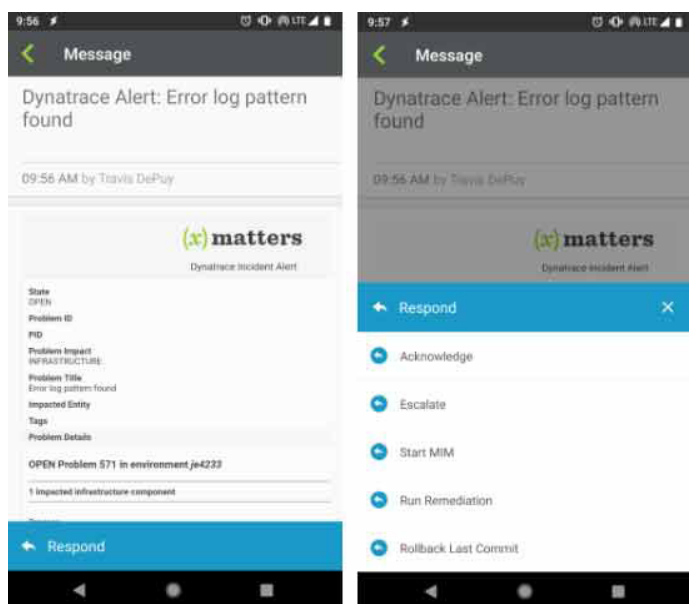 9:56
LTE
Message
Dynatrace Alert: Error log pattern
found
09:56 AM by Travis DePuy
(x) matters
Dynatrace Incident Alert
State
OPEN
Problem ID
PID
Problem Impact
INFRASTRUCTURE
Problem Title
Error log pattern found
Impacted Entity
Tags
Problem Details
OPEN Problem 571 in environment je4233
1 impacted infrastructure component
Respond
9:57
LTE
Message
Dynatrace Alert: Error log pattern
found
09:56 AM by Travis DePuy
(x) matters
Dynatrace Incident Alert
Respond
Acknowledge
Escalate
Start MIM
Run Remediation
Rollback Last Commit